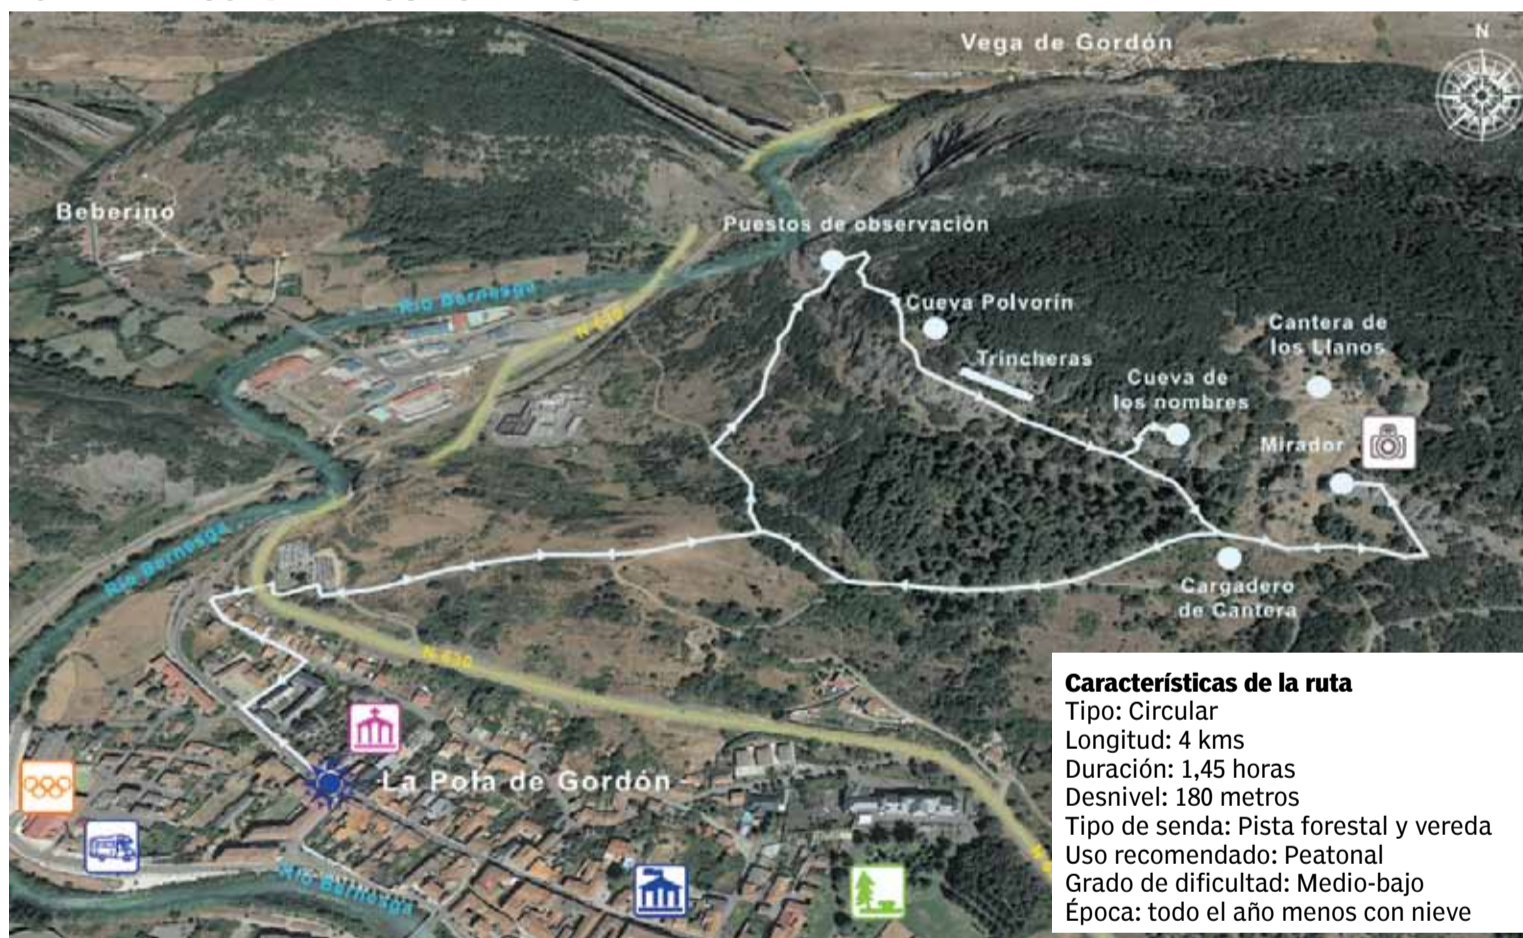 N
Vega de Gordón
Beberino
Puestos de observación
Río Bernesga
N 630
Cueva Polvorín
Trincheras
Cantera de
los Llanos
Cueva de
los nombres
Mirador
Río Bernesga
Cargadero
de Cantera
N 630
La Pola de Gordón
Río Bernesga
Características de la ruta
Tipo: Circular
Longitud: 4 kms
Duración: 1,45 horas
Desnivel: 180 metros
Tipo de senda: Pista forestal y vereda
Uso recomendado: Peatonal
Grado de dificultad: Medio-bajo
Época: todo el año menos con nieve